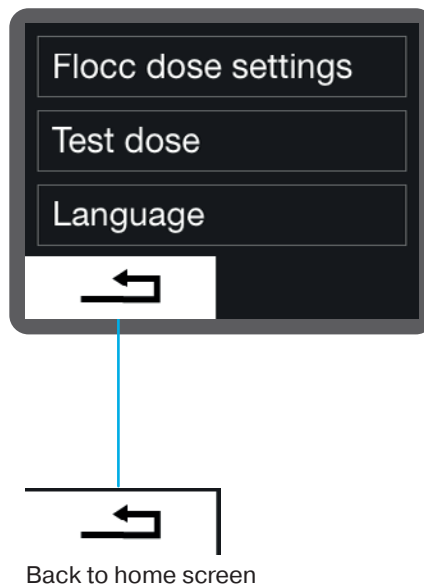 Flocc dose settings
Test dose
Language
Back to home screen